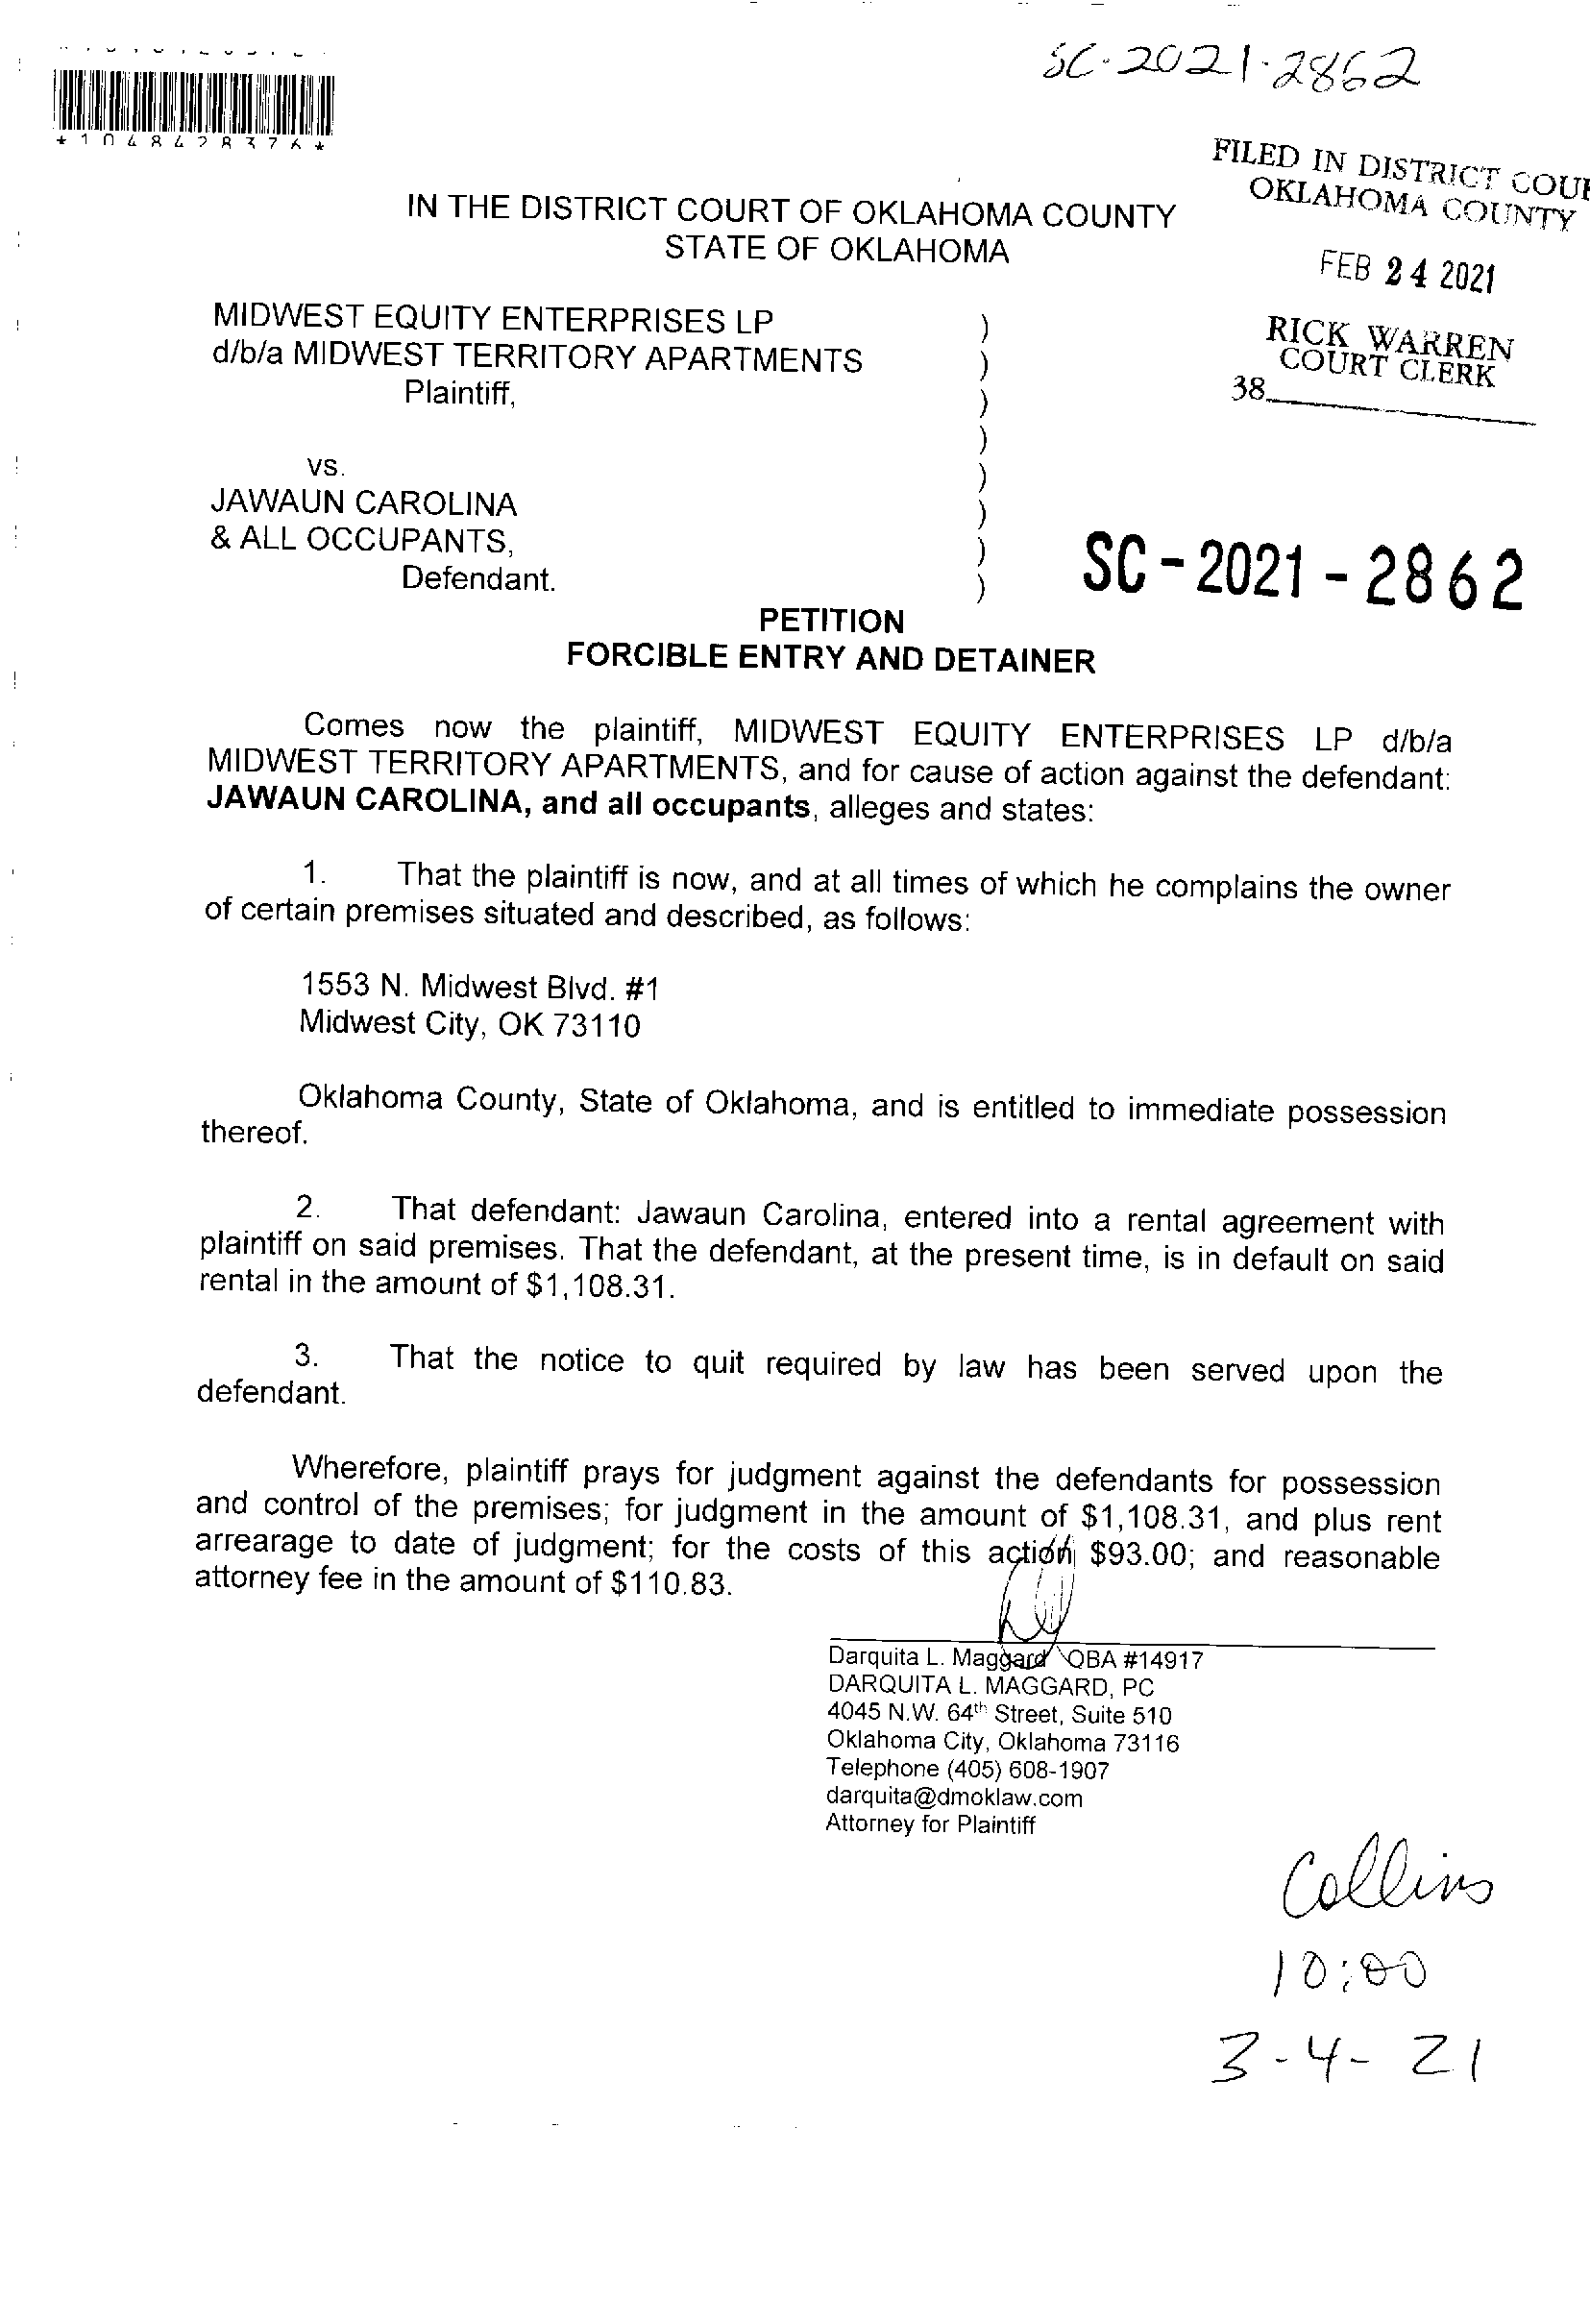 SC-2021-2862
*1048428376*
FILED IN DISTRICT COUR
OKLAHOMA COUNTY
IN THE DISTRICT COURT OF OKLAHOMA COUNTY
STATE OF OKLAHOMA
FEB 24 2021
MIDWEST EQUITY ENTERPRISES LP )
d/b/a MIDWEST TERRITORY APARTMENTS )
Plaintiff, )
)
RICK WARREN
COURT CLERK
38
vs. )
JAWAUN CAROLINA )
& ALL OCCUPANTS, )
Defendant. )
SC-2021-2862
PETITION
FORCIBLE ENTRY AND DETAINER
Comes now the plaintiff, MIDWEST EQUITY ENTERPRISES LP d/b/a
MIDWEST TERRITORY APARTMENTS, and for cause of action against the defendant:
JAWAUN CAROLINA, and all occupants, alleges and states:
1. That the plaintiff is now, and at all times of which he complains the owner
of certain premises situated and described, as follows:
1553 N. Midwest Blvd. #1
Midwest City, OK 73110
Oklahoma County, State of Oklahoma, and is entitled to immediate possession
thereof.
2. That defendant: Jawaun Carolina, entered into a rental agreement with
plaintiff on said premises. That the defendant, at the present time, is in default on said
rental in the amount of $1,108.31.
3. That the notice to quit required by law has been served upon the
defendant.
Wherefore, plaintiff prays for judgment against the defendants for possession
and control of the premises; for judgment in the amount of $1,108.31, and plus rent
arrearage to date of judgment; for the costs of this action; $93.00; and reasonable
attorney fee in the amount of $110.83.
Darquita L. Maggard OBA #14917
DARQUITA L. MAGGARD, PC
4045 N.W. 64th Street, Suite 510
Oklahoma City, Oklahoma 73116
Telephone (405) 608-1907
darquita@dmoklaw.com
Attorney for Plaintiff
Collins
10:00
3-4-21